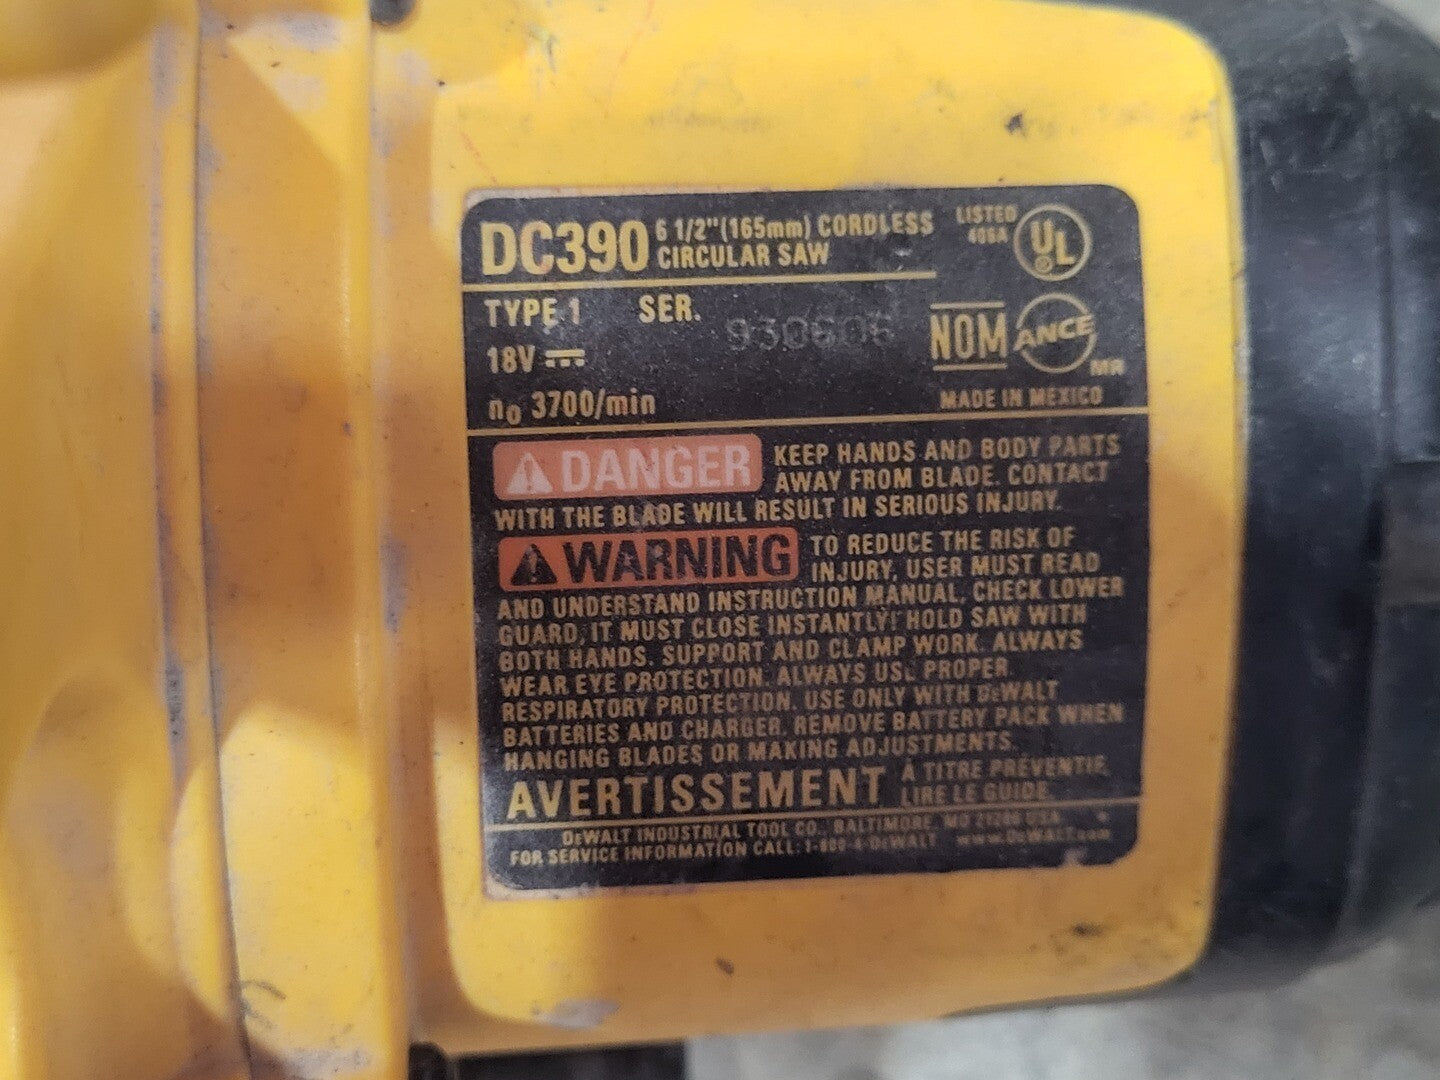 DC390 6 1/2"(165mm) CORDLESS
CIRCULAR SAW
LISTED
406A
UL
TYPE 1 SER. 930606
18V
n₀ 3700/min
NOM
ANCE
MR
MADE IN MEXICO
DANGER KEEP HANDS AND BODY PARTS
AWAY FROM BLADE. CONTACT
WITH THE BLADE WILL RESULT IN SERIOUS INJURY.
WARNING TO REDUCE THE RISK OF
INJURY, USER MUST READ
AND UNDERSTAND INSTRUCTION MANUAL. CHECK LOWER
GUARD, IT MUST CLOSE INSTANTLY! HOLD SAW WITH
BOTH HANDS. SUPPORT AND CLAMP WORK. ALWAYS
WEAR EYE PROTECTION. ALWAYS USE PROPER
RESPIRATORY PROTECTION. USE ONLY WITH DeWALT
BATTERIES AND CHARGER. REMOVE BATTERY PACK WHEN
HANGING BLADES OR MAKING ADJUSTMENTS.
AVERTISSEMENT À TITRE PRÉVENTIF,
LIRE LE GUIDE.
DeWALT INDUSTRIAL TOOL CO., BALTIMORE, MD USA
FOR SERVICE INFORMATION CALL: 1-800-4-DeWALT www.DeWALT.com